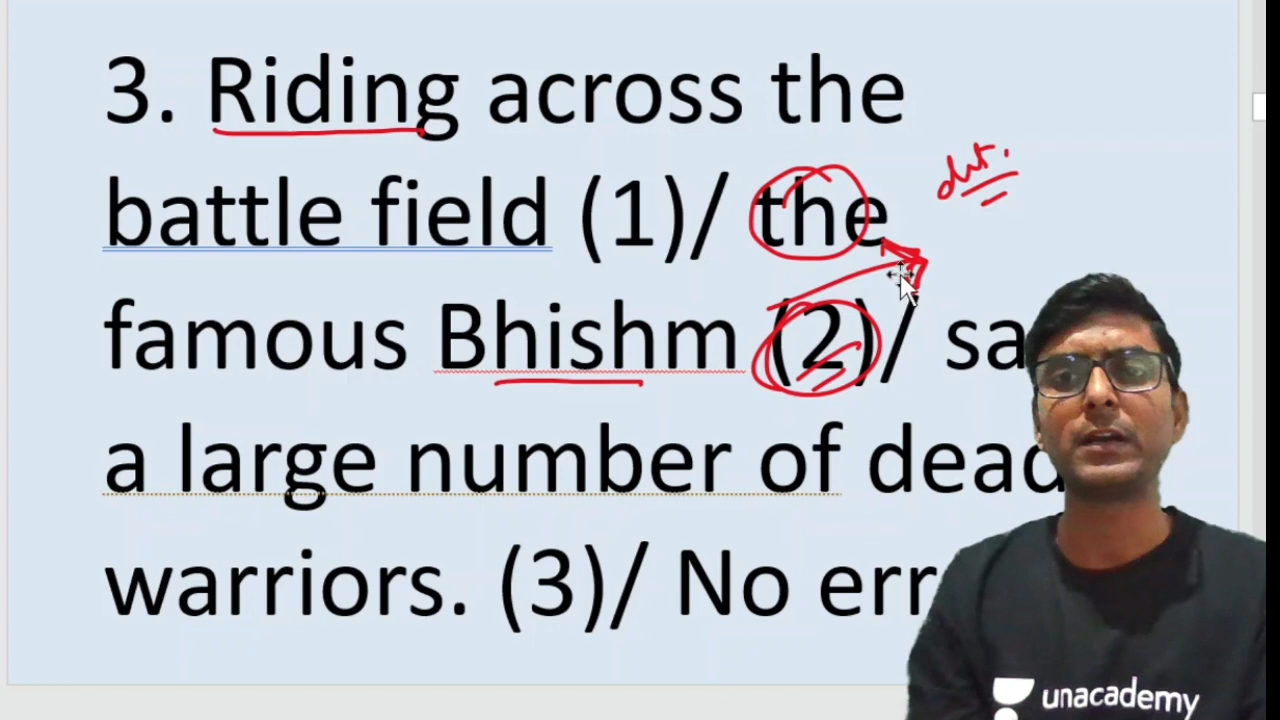 3. Riding across the
battle field (1)/ the
det.
famous Bhishm (2)/ sa
a large number of dead
warriors. (3)/ No err
unacademy